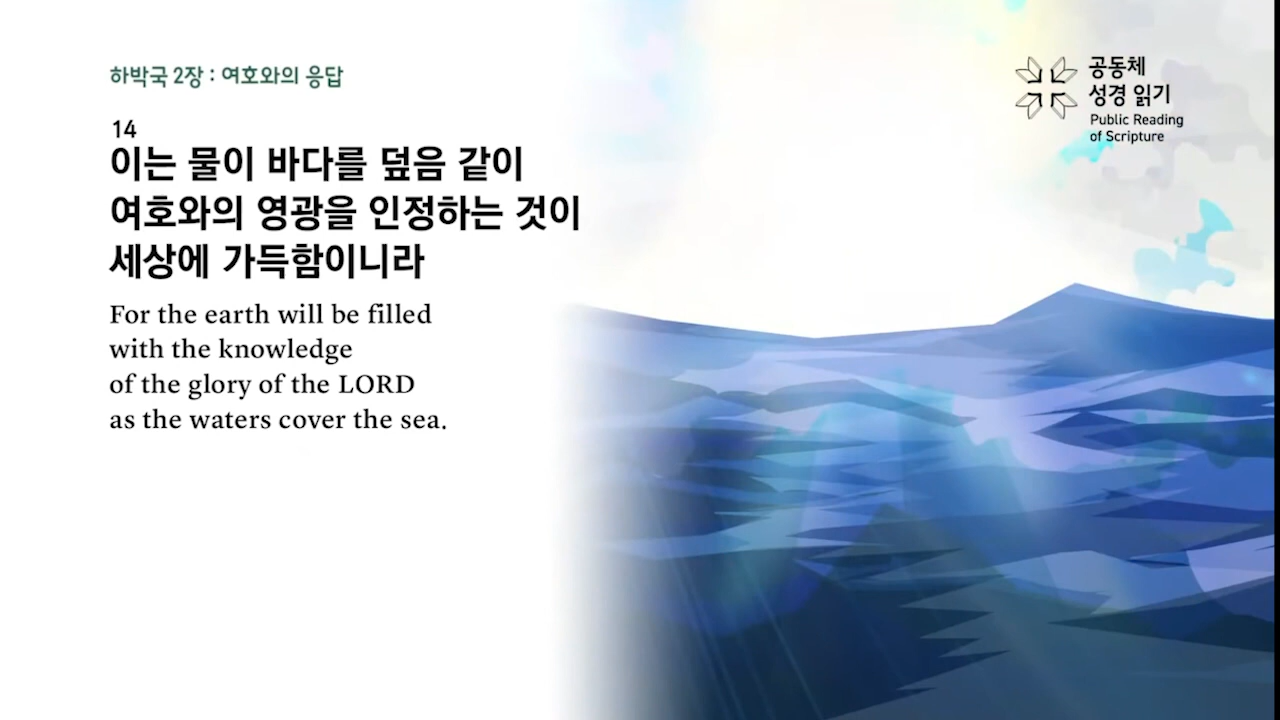 하박국 2장 : 여호와의 응답
공동체
성경 읽기
Public Reading
of Scripture
14
이는 물이 바다를 덮음 같이
여호와의 영광을 인정하는 것이
세상에 가득함이니라
For the earth will be filled
with the knowledge
of the glory of the LORD
as the waters cover the sea.